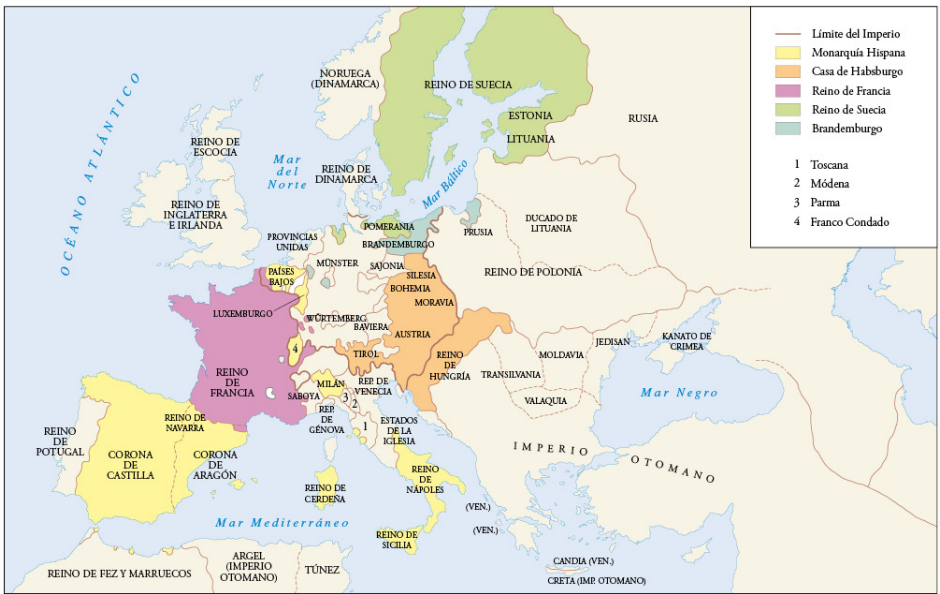 Límite del Imperio
Monarquía Hispana
Casa de Habsburgo
Reino de Francia
Reino de Suecia
Brandemburgo
1 Toscana
2 Módena
3 Parma
4 Franco Condado
OCÉANO ATLÁNTICO
NORUEGA
(DINAMARCA)
REINO DE SUECIA
ESTONIA
LITUANIA
RUSIA
REINO DE
ESCOCIA
Mar
del
Norte
REINO DE
DINAMARCA
Mar Báltico
REINO DE
INGLATERRA
E IRLANDA
PROVINCIAS
UNIDAS
POMERANIA
BRANDEMBURGO
PRUSIA
DUCADO DE
LITUANIA
MÜNSTER
SAJONIA
REINO DE POLONIA
PAÍSES
BAJOS
SILESIA
BOHEMIA
MORAVIA
LUXEMBURGO
WÜRTEMBERG
BAVIERA
AUSTRIA
4
TIROL
REINO
DE
HUNGRÍA
TRANSILVANIA
MOLDAVIA
JEDISAN
KANATO DE
CRIMEA
VALAQUIA
Mar Negro
REINO
DE
FRANCIA
SABOYA
MILÁN
REP. DE
VENECIA
3
2
REP.
DE
GÉNOVA
1
ESTADOS
DE LA
IGLESIA
REINO DE
NAVARRA
REINO
DE
POTUGAL
CORONA
DE
CASTILLA
CORONA
DE
ARAGÓN
REINO DE
CERDEÑA
REINO
DE
NÁPOLES
IMPERIO OTOMANO
Mar Mediterráneo
REINO DE
SICILIA
(VEN.)
(VEN.)
CANDIA (VEN.)
CRETA (IMP. OTOMANO)
REINO DE FEZ Y MARRUECOS
ARGEL
(IMPERIO
OTOMANO)
TÚNEZ